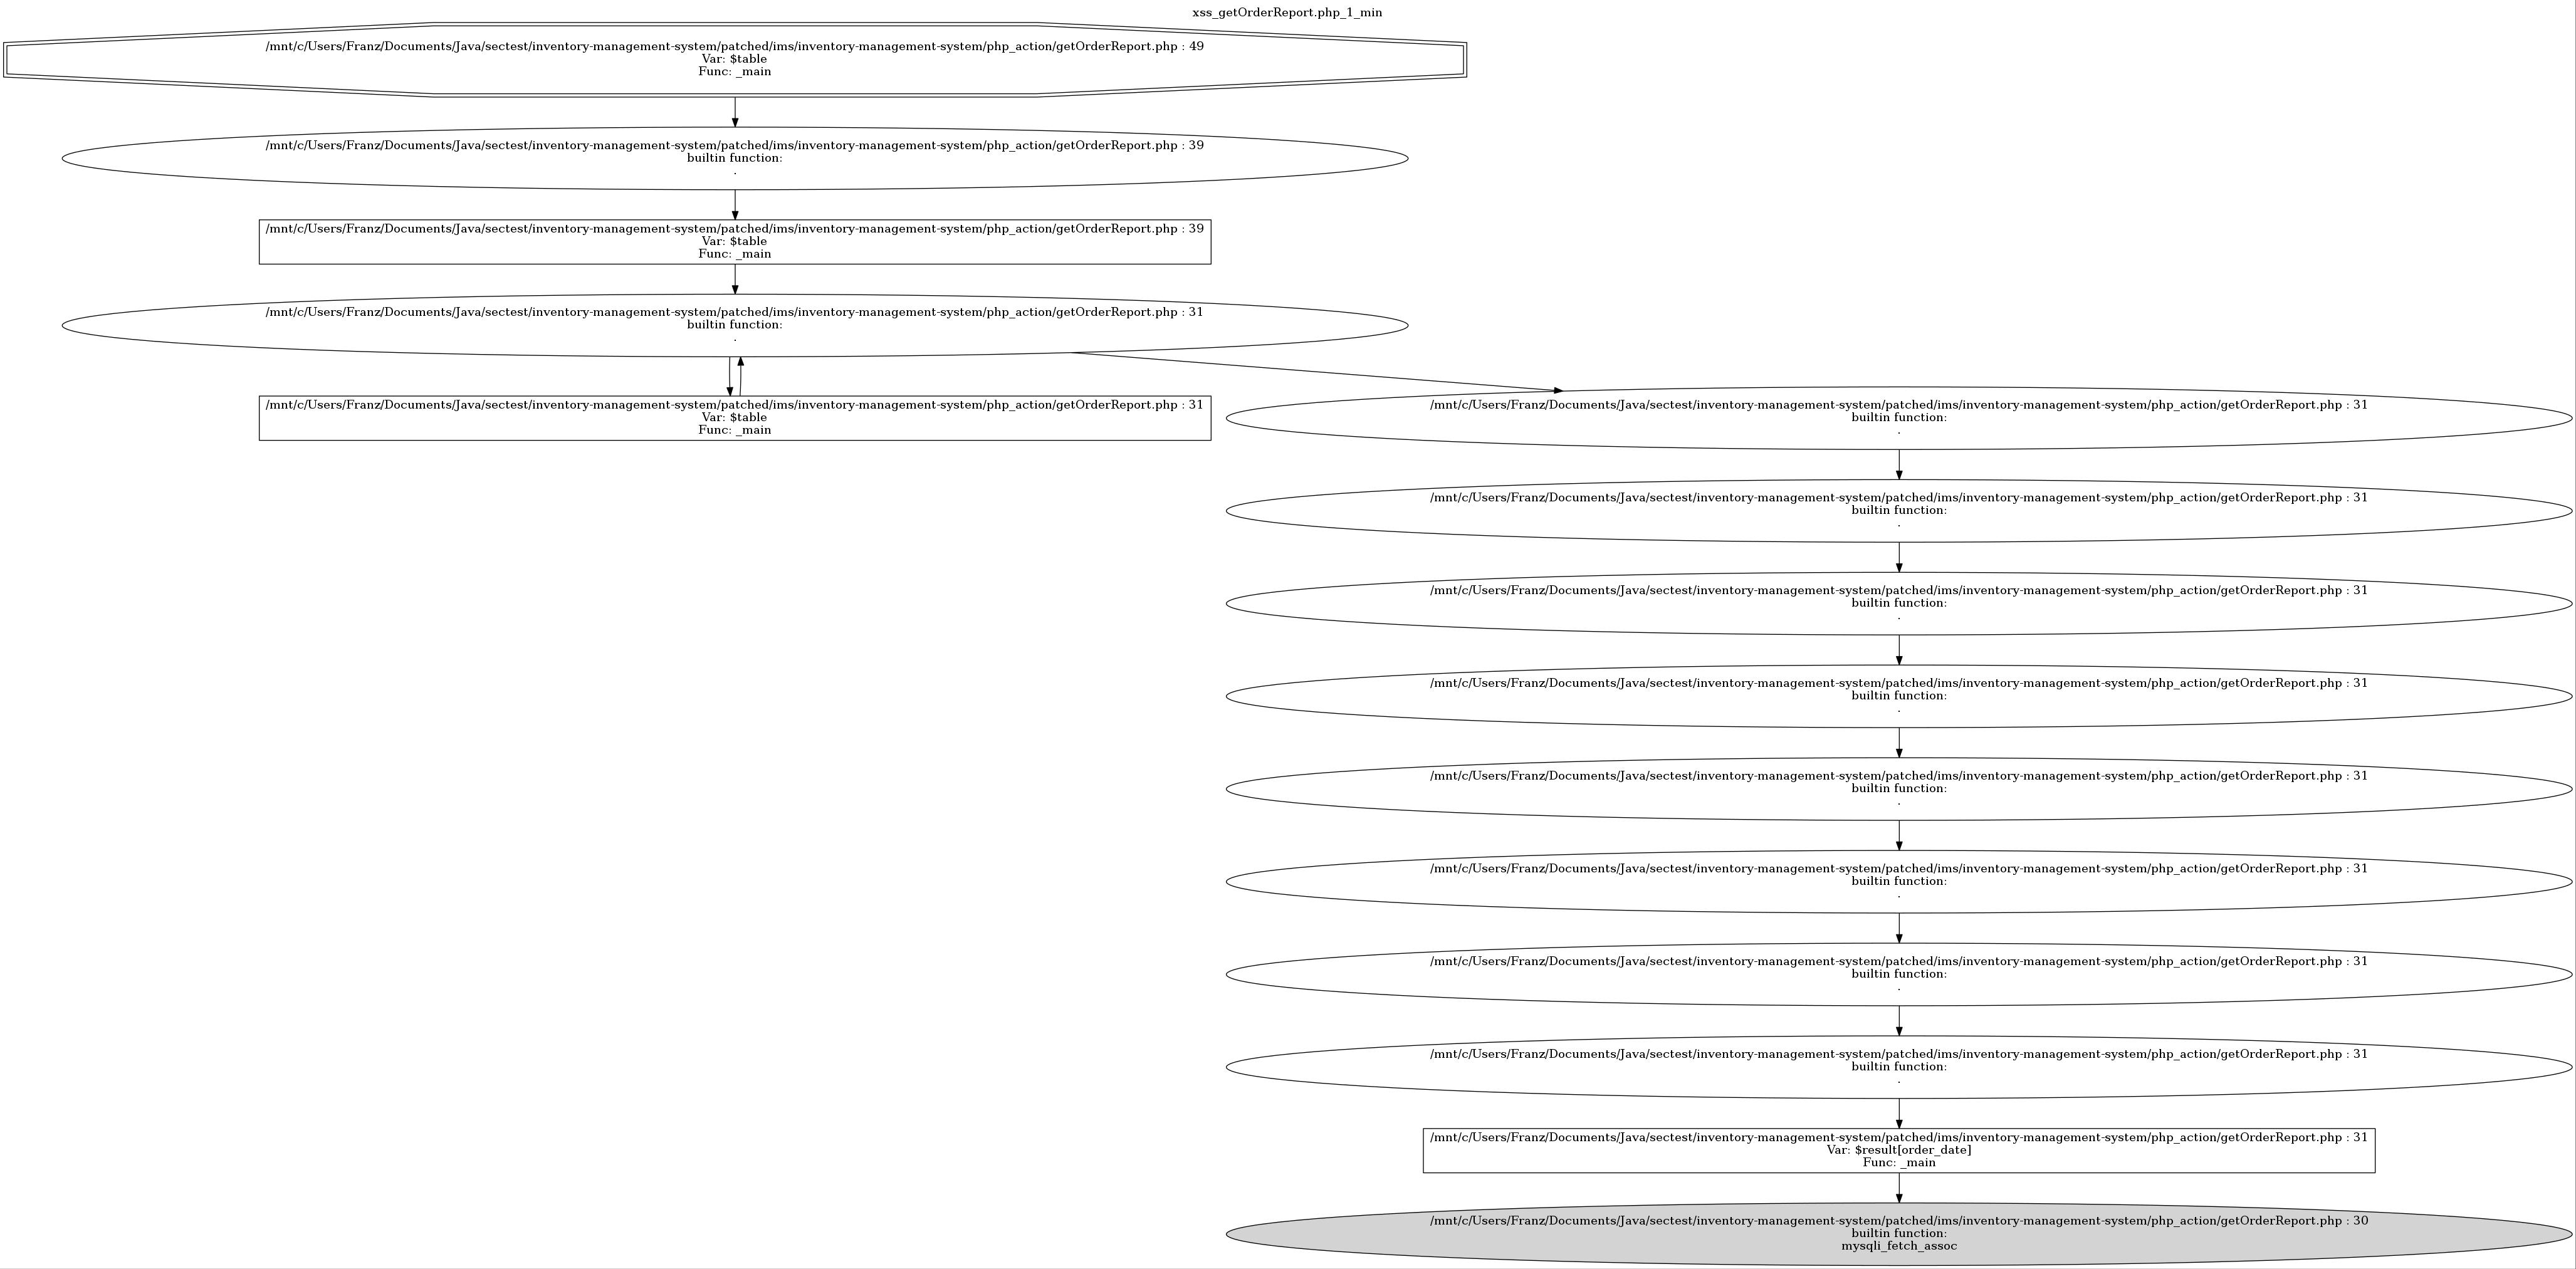 xss_getOrderReport.php_1_min
/mnt/c/Users/Franz/Documents/Java/sectest/inventory-management-system/patched/ims/inventory-management-system/php_action/getOrderReport.php : 49
Var: $table
Func: _main
/mnt/c/Users/Franz/Documents/Java/sectest/inventory-management-system/patched/ims/inventory-management-system/php_action/getOrderReport.php : 39
builtin function:
.
/mnt/c/Users/Franz/Documents/Java/sectest/inventory-management-system/patched/ims/inventory-management-system/php_action/getOrderReport.php : 39
Var: $table
Func: _main
/mnt/c/Users/Franz/Documents/Java/sectest/inventory-management-system/patched/ims/inventory-management-system/php_action/getOrderReport.php : 31
builtin function:
.
/mnt/c/Users/Franz/Documents/Java/sectest/inventory-management-system/patched/ims/inventory-management-system/php_action/getOrderReport.php : 31
Var: $table
Func: _main
/mnt/c/Users/Franz/Documents/Java/sectest/inventory-management-system/patched/ims/inventory-management-system/php_action/getOrderReport.php : 31
builtin function:
.
/mnt/c/Users/Franz/Documents/Java/sectest/inventory-management-system/patched/ims/inventory-management-system/php_action/getOrderReport.php : 31
builtin function:
.
/mnt/c/Users/Franz/Documents/Java/sectest/inventory-management-system/patched/ims/inventory-management-system/php_action/getOrderReport.php : 31
builtin function:
.
/mnt/c/Users/Franz/Documents/Java/sectest/inventory-management-system/patched/ims/inventory-management-system/php_action/getOrderReport.php : 31
builtin function:
.
/mnt/c/Users/Franz/Documents/Java/sectest/inventory-management-system/patched/ims/inventory-management-system/php_action/getOrderReport.php : 31
builtin function:
.
/mnt/c/Users/Franz/Documents/Java/sectest/inventory-management-system/patched/ims/inventory-management-system/php_action/getOrderReport.php : 31
builtin function:
.
/mnt/c/Users/Franz/Documents/Java/sectest/inventory-management-system/patched/ims/inventory-management-system/php_action/getOrderReport.php : 31
builtin function:
.
/mnt/c/Users/Franz/Documents/Java/sectest/inventory-management-system/patched/ims/inventory-management-system/php_action/getOrderReport.php : 31
builtin function:
.
/mnt/c/Users/Franz/Documents/Java/sectest/inventory-management-system/patched/ims/inventory-management-system/php_action/getOrderReport.php : 31
Var: $result[order_date]
Func: _main
/mnt/c/Users/Franz/Documents/Java/sectest/inventory-management-system/patched/ims/inventory-management-system/php_action/getOrderReport.php : 30
builtin function:
mysqli_fetch_assoc